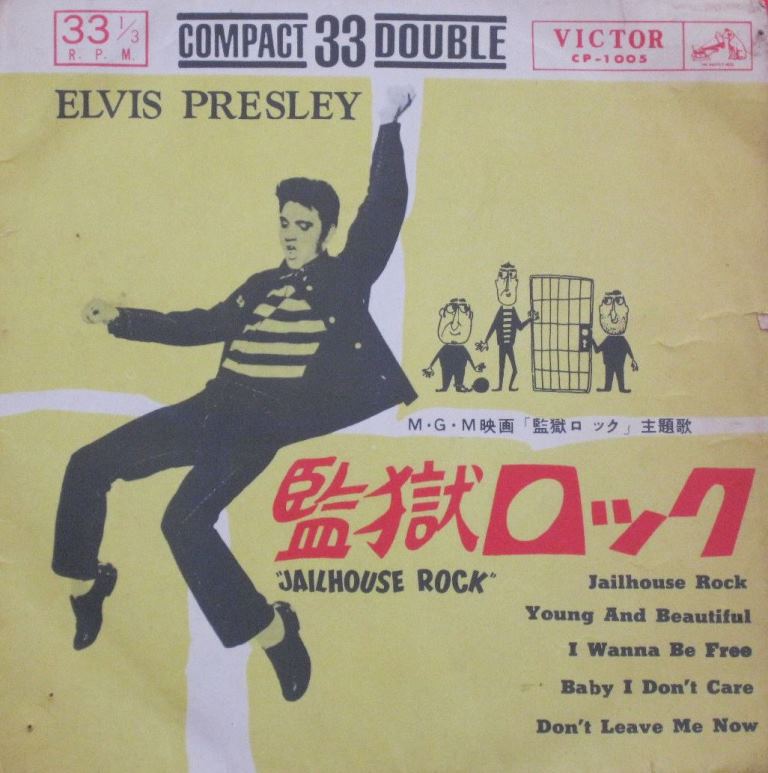 33 1/3
R. P. M.
COMPACT 33 DOUBLE
VICTOR
CP-1005
ELVIS PRESLEY
M・G・M映画「監獄ロック」主題歌
監獄ロック
"JAILHOUSE ROCK"
Jailhouse Rock
Young And Beautiful
I Wanna Be Free
Baby I Don't Care
Don't Leave Me Now